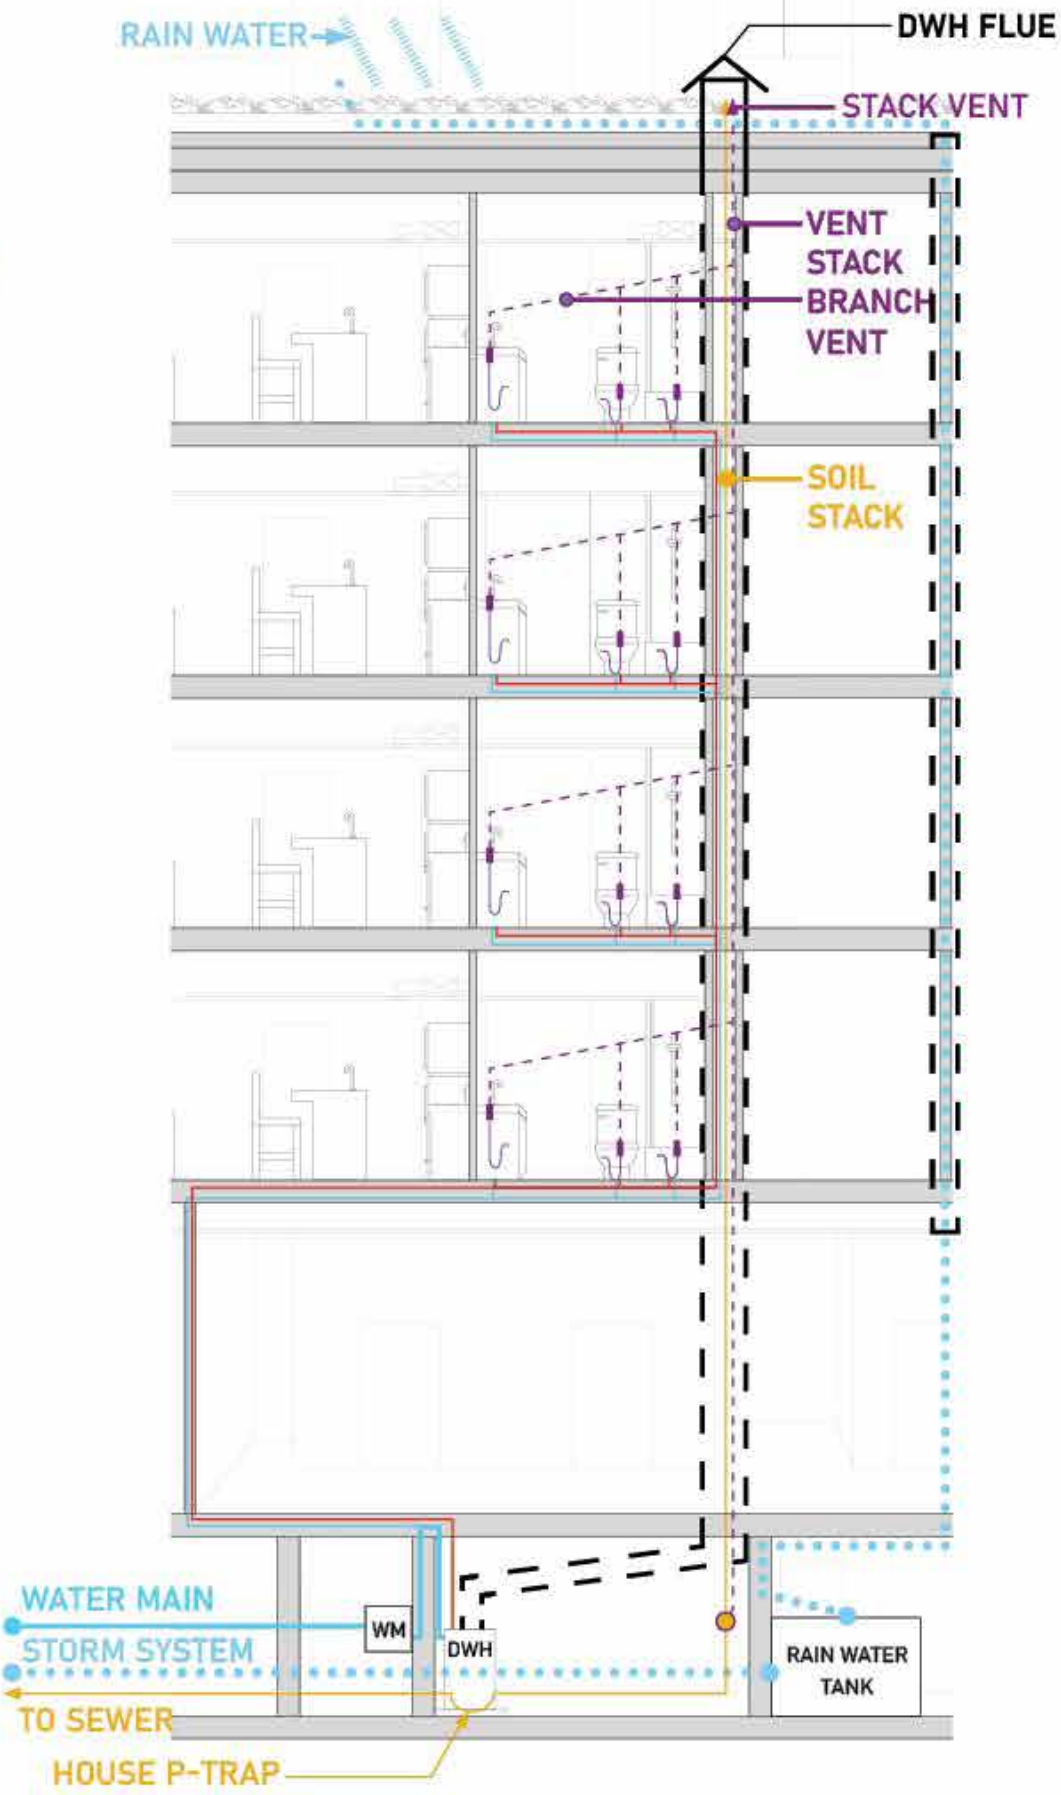 RAIN WATER
DWH FLUE
STACK VENT
VENT
STACK
BRANCH
VENT
SOIL
STACK
WATER MAIN
WM
STORM SYSTEM
DWH
RAIN WATER
TANK
TO SEWER
HOUSE P-TRAP